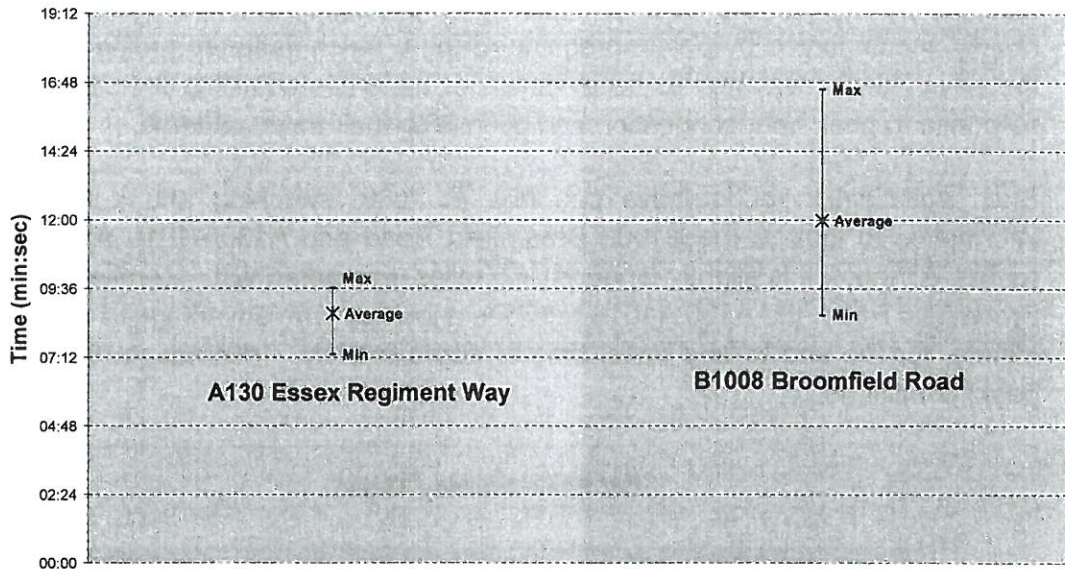 19:12
16:48
Max
14:24
12:00
Average
09:36
Max
Average
Min
07:12
Min
A130 Essex Regiment Way
B1008 Broomfield Road
04:48
02:24
00:00
Time (min:sec)